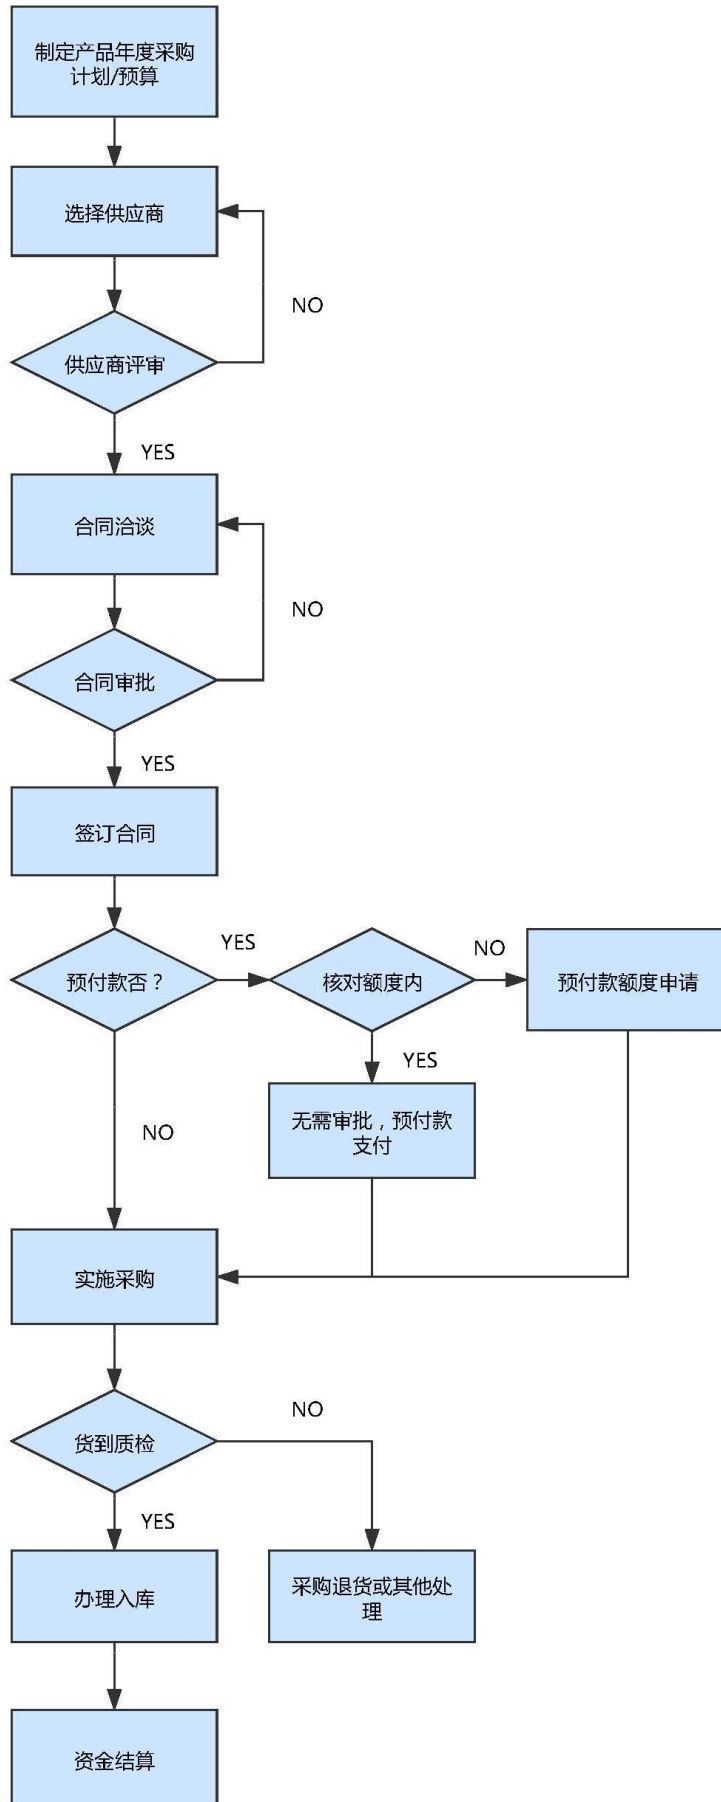 制定产品年度采购
计划/预算
选择供应商
NO
供应商评审
YES
合同洽谈
NO
合同审批
YES
签订合同
YES
NO
预付款否？
核对额度内
预付款额度申请
YES
无需审批，预付款
支付
NO
实施采购
NO
货到质检
YES
办理入库
采购退货或其他处
理
资金结算